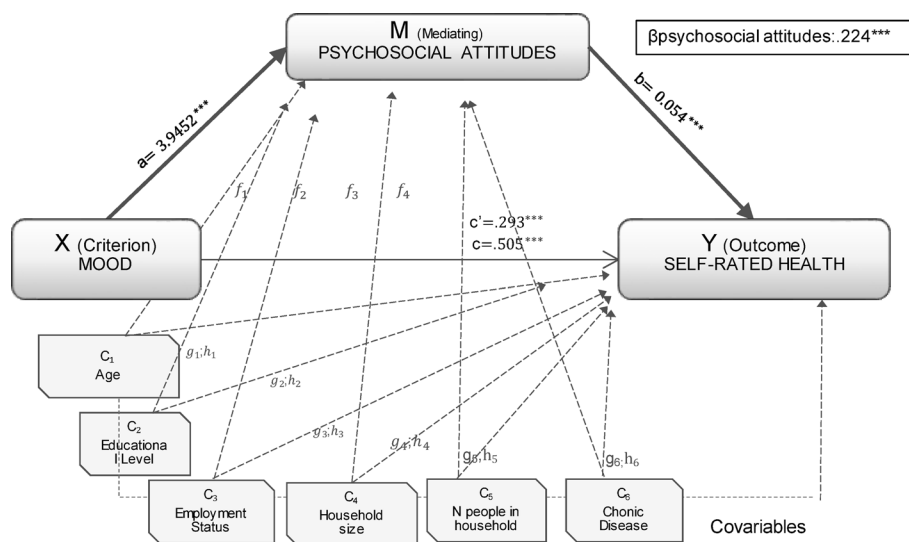 M (Mediating)
PSYCHOSOCIAL ATTITUDES
βpsychosocial attitudes:.224***
a= 3.9452***
b= 0.054***
f1
f2
f3
f4
c'=.293***
c=.505***
X (Criterion)
MOOD
Y (Outcome)
SELF-RATED HEALTH
C1
Age
g1;h1
g2;h2
g3;h3
g4;h4
g5;h5
g6;h6
C2
Educationa
l Level
C3
Employment
Status
C4
Household
size
C5
N people in
household
C6
Chonic
Disease
Covariables